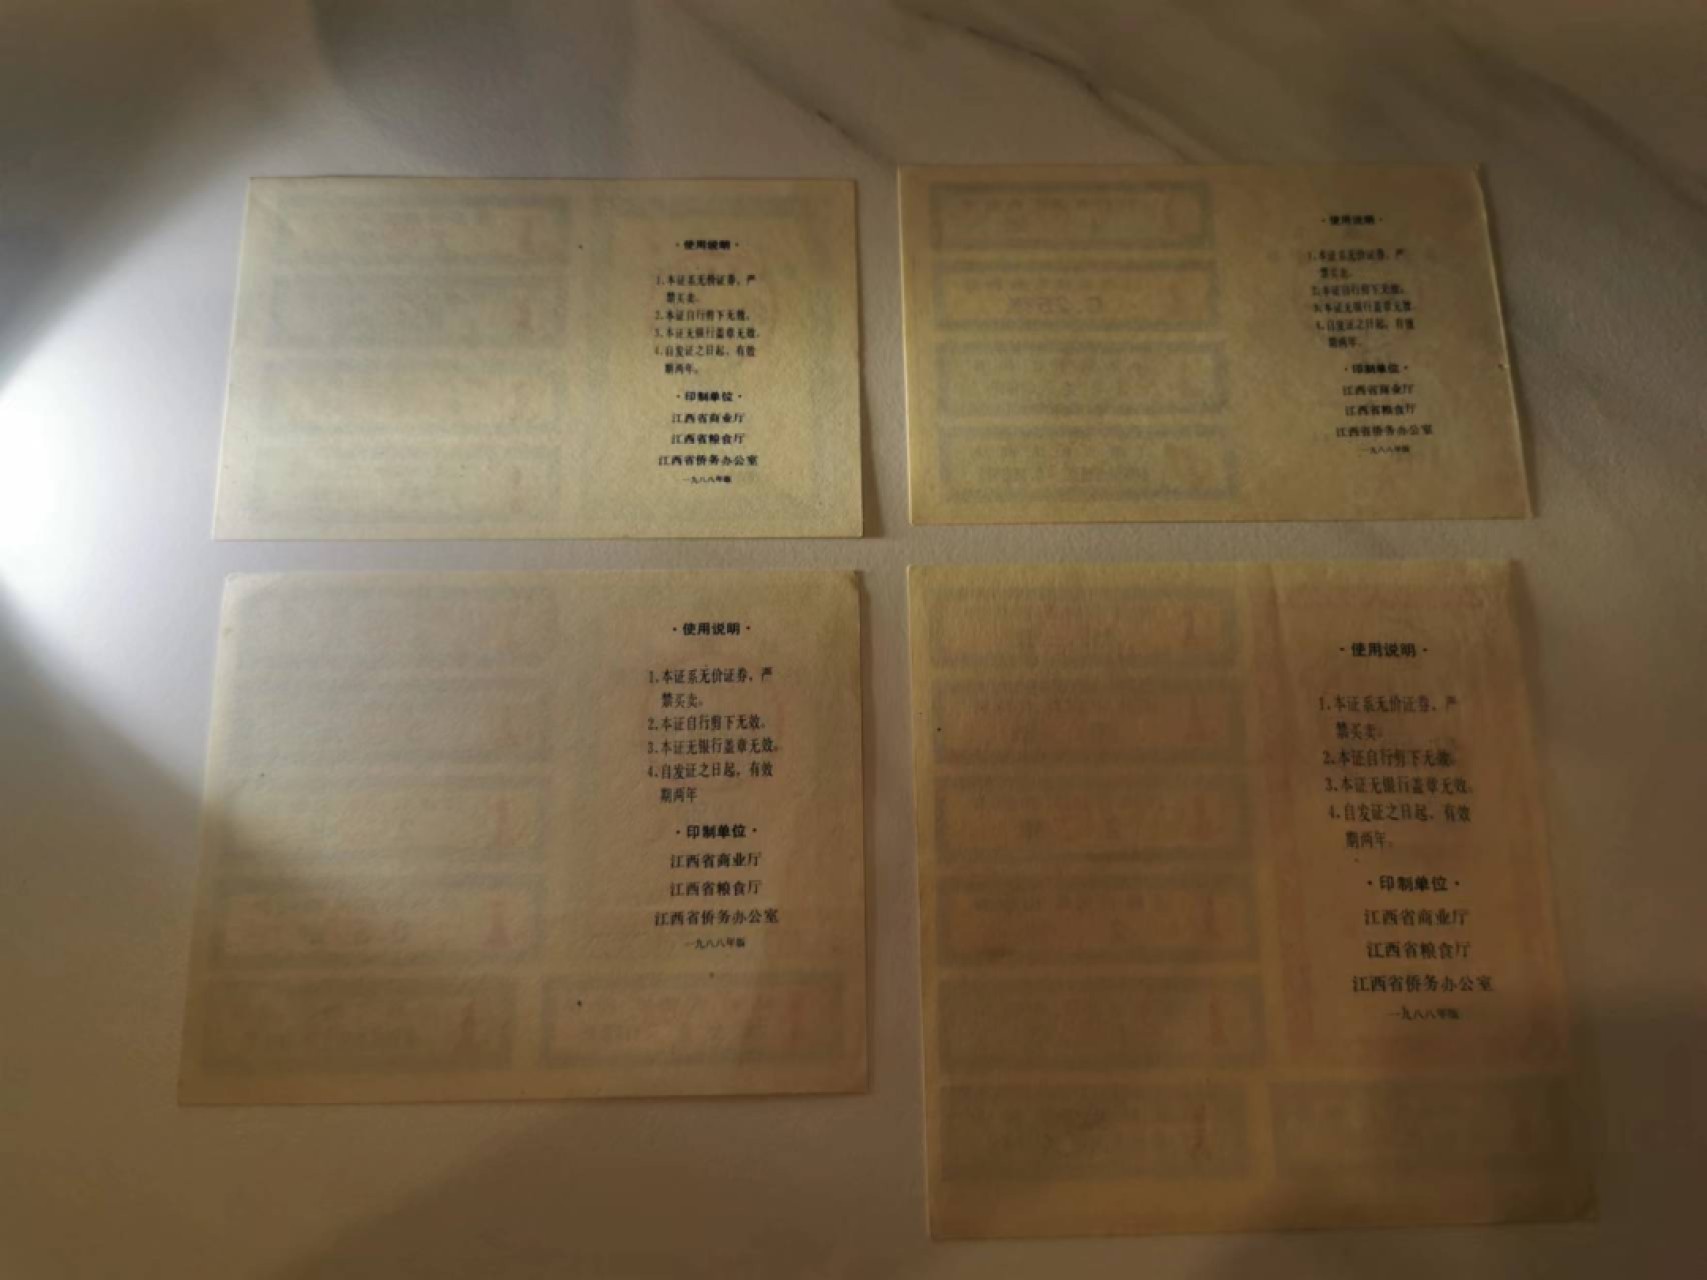 ·使用说明·
1.本证系无价证券，严
禁买卖。
2.本证自行剪下无效。
3.本证无银行盖章无效。
4.自发证之日起，有效
期两年。
·印制单位·
江西省商业厅
江西省粮食厅
江西省侨务办公室
一九八八年版
·使用说明·
1.本证系无价证券，严
禁买卖。
2.本证自行剪下无效。
3.本证无银行盖章无效。
4.自发证之日起，有效
期两年。
·印制单位·
江西省商业厅
江西省粮食厅
江西省侨务办公室
一九八八年版
·使用说明·
1.本证系无价证券，严
禁买卖。
2.本证自行剪下无效。
3.本证无银行盖章无效。
4.自发证之日起，有效
期两年
·印制单位·
江西省商业厅
江西省粮食厅
江西省侨务办公室
一九八八年版
·使用说明·
1.本证系无价证券，严
禁买卖。
2.本证自行剪下无效。
3.本证无银行盖章无效。
4.自发证之日起，有效
期两年。
·印制单位·
江西省商业厅
江西省粮食厅
江西省侨务办公室
一九八八年版